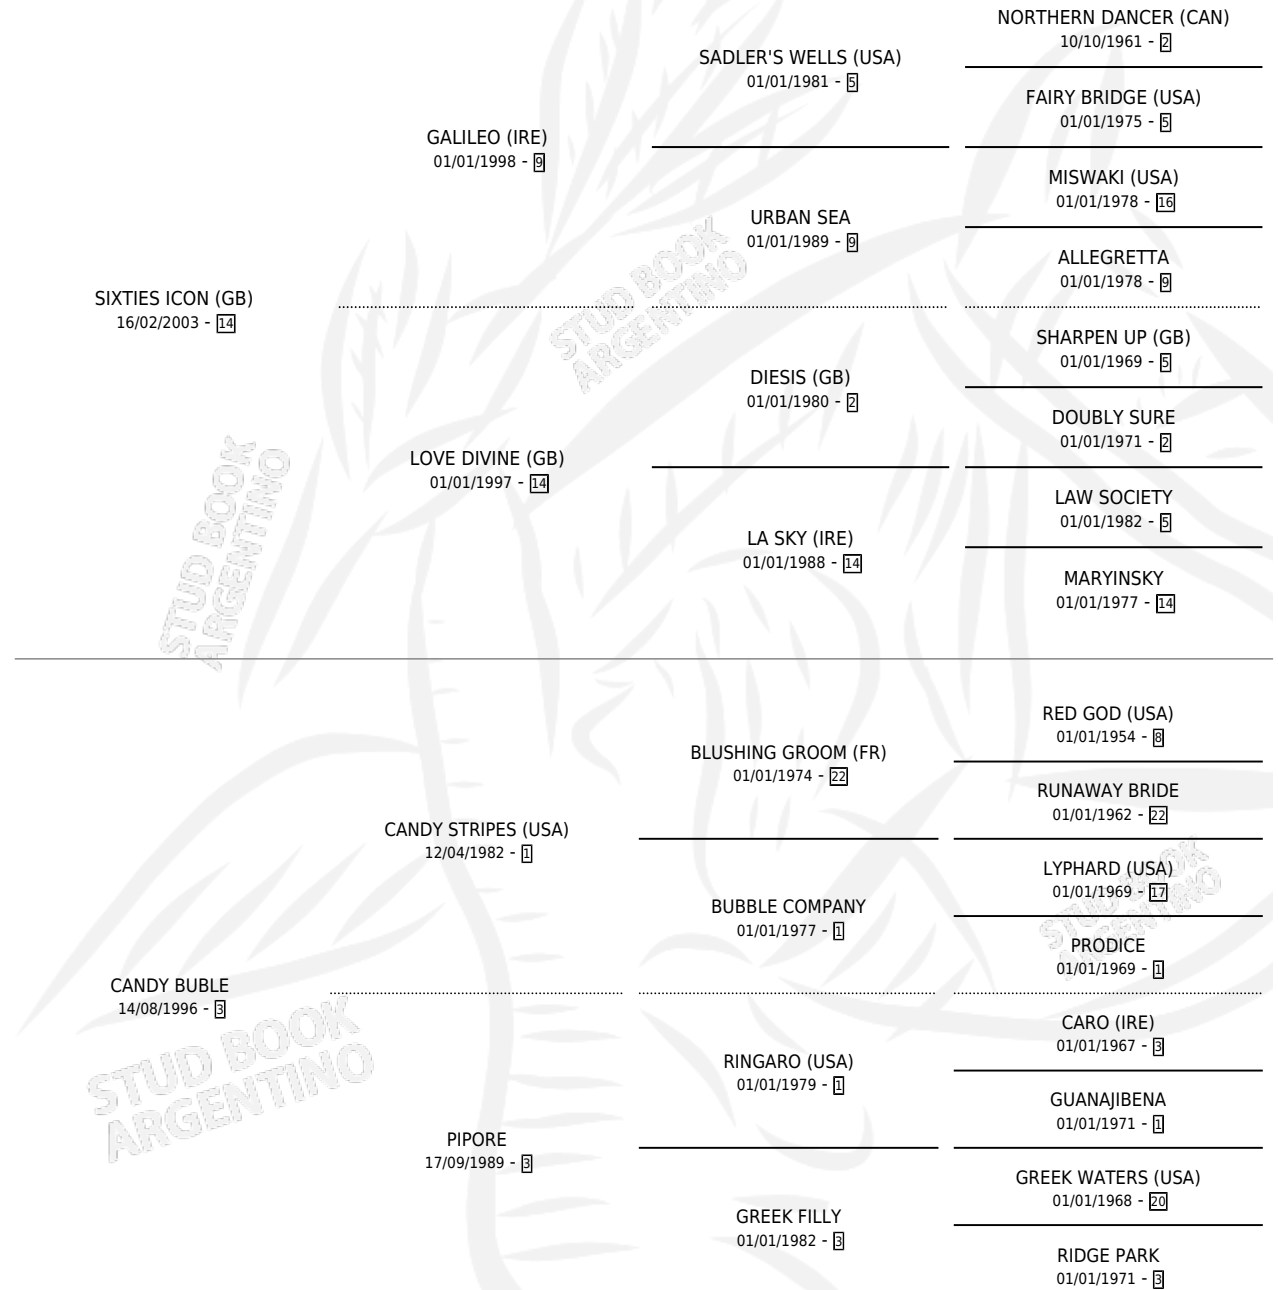 NORTHERN DANCER (CAN)
10/10/1961 - 2
SADLER'S WELLS (USA)
01/01/1981 - 5
FAIRY BRIDGE (USA)
01/01/1975 - 5
GALILEO (IRE)
01/01/1998 - 9
MISWAKI (USA)
01/01/1978 - 16
URBAN SEA
01/01/1989 - 9
ALLEGRETTA
01/01/1978 - 9
SIXTIES ICON (GB)
16/02/2003 - 14
STUD BOOK
ARGENTINO
SHARPEN UP (GB)
01/01/1969 - 5
DIESIS (GB)
01/01/1980 - 2
DOUBLY SURE
01/01/1971 - 2
LOVE DIVINE (GB)
01/01/1997 - 14
LAW SOCIETY
01/01/1982 - 5
LA SKY (IRE)
01/01/1988 - 14
MARYINSKY
01/01/1977 - 14
STUD BOOK
ARGENTINO
RED GOD (USA)
01/01/1954 - 8
BLUSHING GROOM (FR)
01/01/1974 - 22
RUNAWAY BRIDE
01/01/1962 - 22
CANDY STRIPES (USA)
12/04/1982 - 1
LYPHARD (USA)
01/01/1969 - 17
BUBBLE COMPANY
01/01/1977 - 1
PRODICE
01/01/1969 - 1
STUD BOOK
ARGENTINO
CANDY BUBLE
14/08/1996 - 3
STUD BOOK
ARGENTINO
CARO (IRE)
01/01/1967 - 3
RINGARO (USA)
01/01/1979 - 1
GUANAJIBENA
01/01/1971 - 1
PIPORE
17/09/1989 - 3
GREEK WATERS (USA)
01/01/1968 - 20
GREEK FILLY
01/01/1982 - 3
RIDGE PARK
01/01/1971 - 3